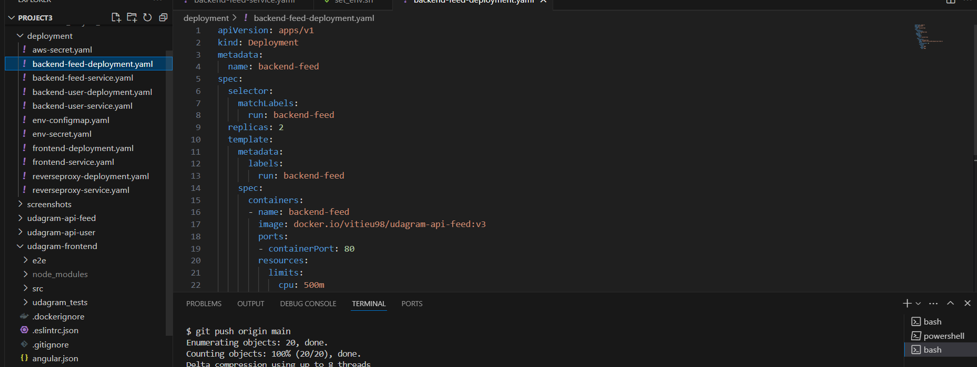 EXPLORER
backend-feed-service.yaml
set_env.sh
backend-feed-deployment.yaml
PROJECT3
deployment > ! backend-feed-deployment.yaml
deployment
! aws-secret.yaml
! backend-feed-deployment.yaml
! backend-feed-service.yaml
! backend-user-deployment.yaml
! backend-user-service.yaml
! env-configmap.yaml
! env-secret.yaml
! frontend-deployment.yaml
! frontend-service.yaml
! reverseproxy-deployment.yaml
! reverseproxy-service.yaml
screenshots
udagram-api-feed
udagram-api-user
udagram-frontend
e2e
node_modules
src
udagram_tests
.dockerignore
.eslintrc.json
.gitignore
{} angular.json
1 apiVersion: apps/v1
2 kind: Deployment
3 metadata:
4 name: backend-feed
5 spec:
6 selector:
7 matchLabels:
8 run: backend-feed
9 replicas: 2
10 template:
11 metadata:
12 labels:
13 run: backend-feed
14 spec:
15 containers:
16 - name: backend-feed
17 image: docker.io/vitieu98/udagram-api-feed:v3
18 ports:
19 - containerPort: 80
20 resources:
21 limits:
22 cpu: 500m
PROBLEMS OUTPUT DEBUG CONSOLE TERMINAL PORTS
$ git push origin main
Enumerating objects: 20, done.
Counting objects: 100% (20/20), done.
Delta compression using up to 8 threads
bash
powershell
bash